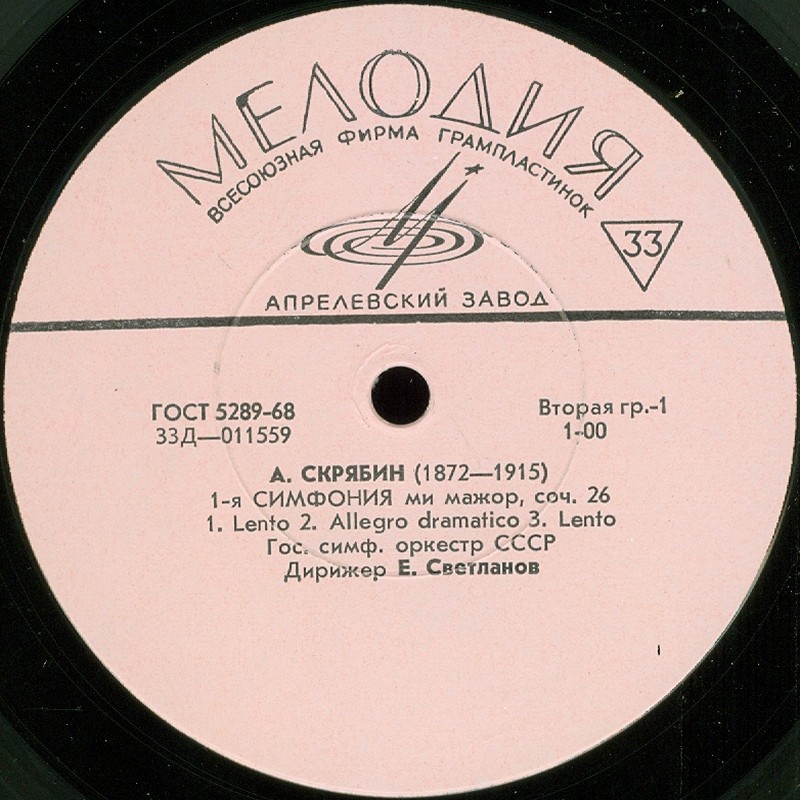 МЕЛОДИЯ
ВСЕСОЮЗНАЯ ФИРМА ГРАМПЛАСТИНОК
33
АПРЕЛЕВСКИЙ ЗАВОД
ГОСТ 5289-68
Вторая гр.-1
33Д—011559
1-00
А. СКРЯБИН (1872—1915)
1-я СИМФОНИЯ ми мажор, соч. 26
1. Lento 2. Allegro dramatico 3. Lento
Гос. симф. оркестр СССР
Дирижер Е. Светланов